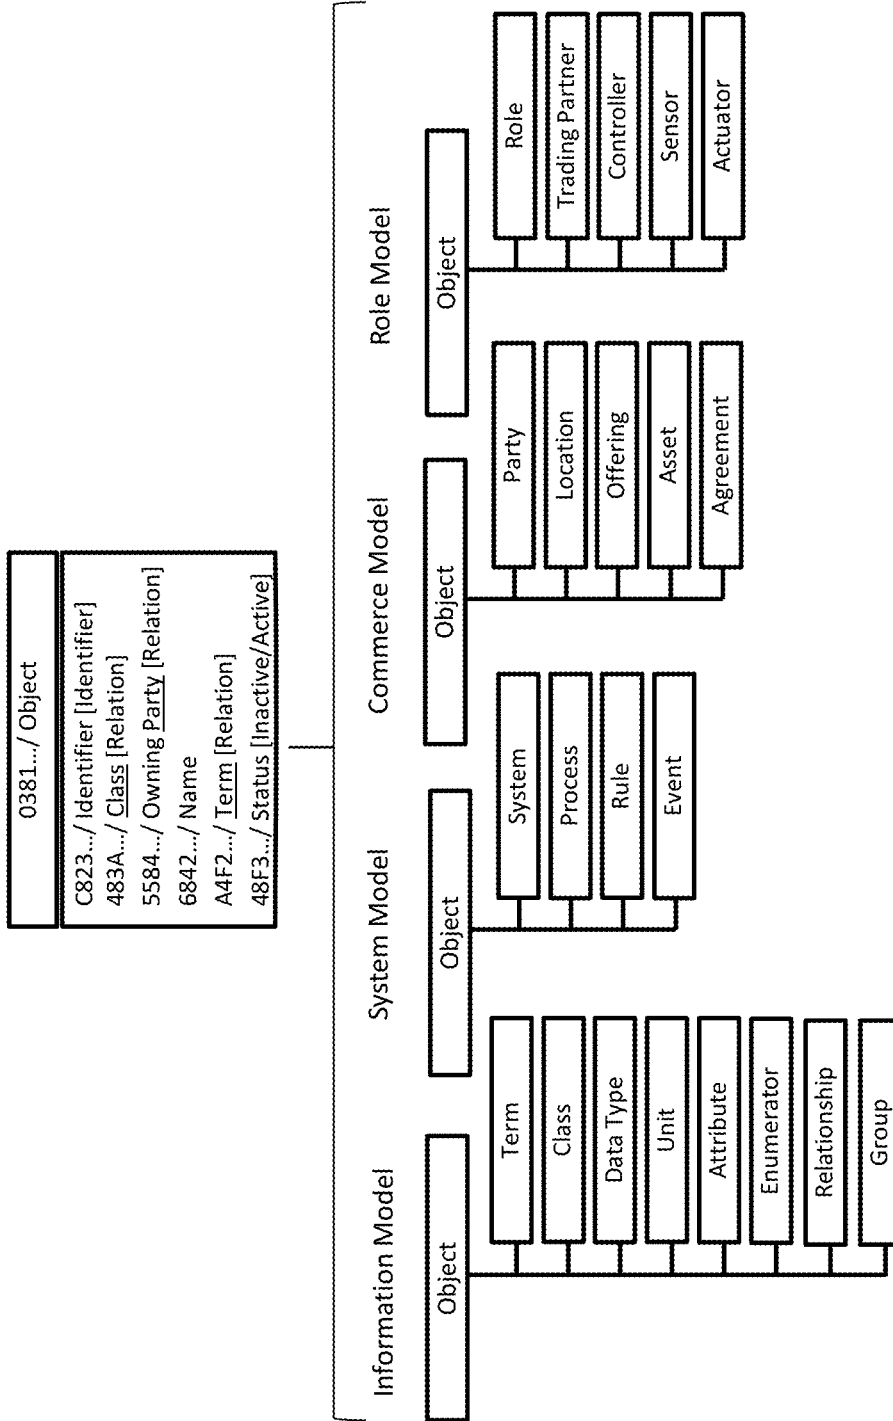 0381.../ Object
C823.../ Identifier [Identifier]
483A.../ Class [Relation]
5584.../ Owning Party [Relation]
6842.../ Name
A4F2.../ Term [Relation]
48F3.../ Status [Inactive/Active]
Information Model
Object
Term
Class
Data Type
Unit
Attribute
Enumerator
Relationship
Group
System Model
Object
System
Process
Rule
Event
Commerce Model
Object
Party
Location
Offering
Asset
Agreement
Role Model
Object
Role
Trading Partner
Controller
Sensor
Actuator